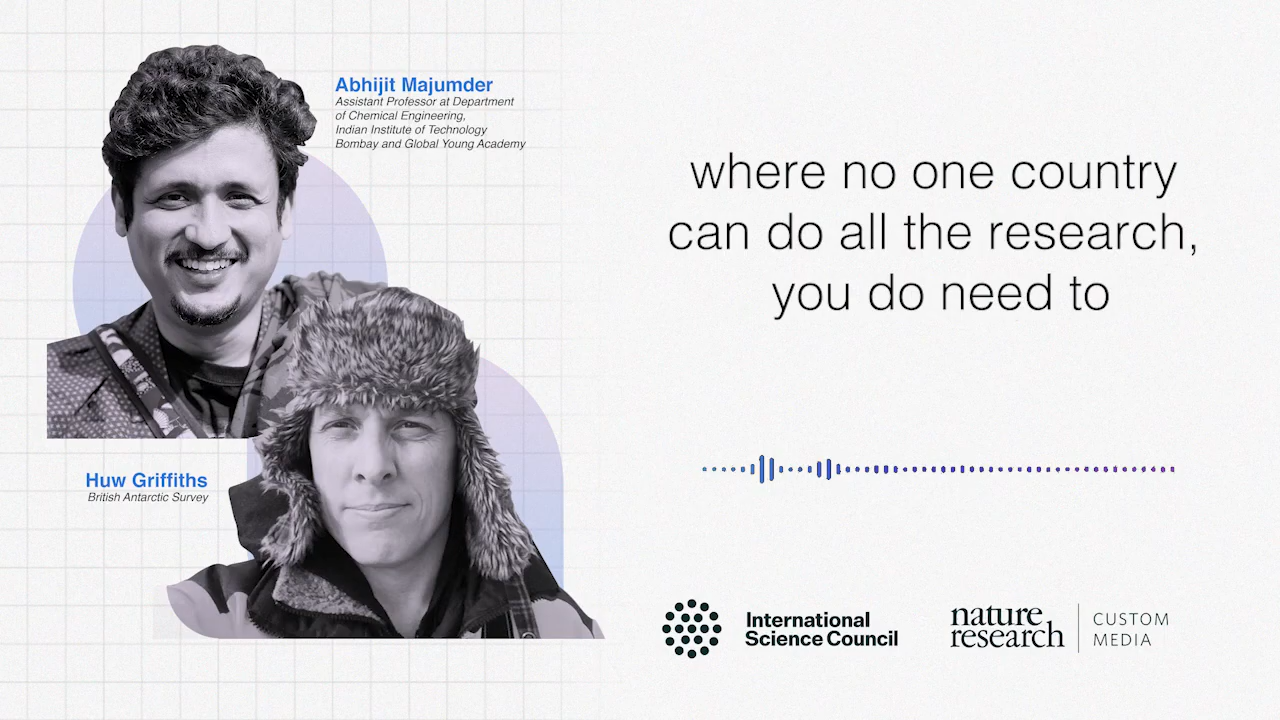 Abhijit Majumder
Assistant Professor at Department
of Chemical Engineering,
Indian Institute of Technology
Bombay and Global Young Academy
Huw Griffiths
British Antarctic Survey
where no one country
can do all the research,
you do need to
International
Science Council
nature
research
CUSTOM
MEDIA